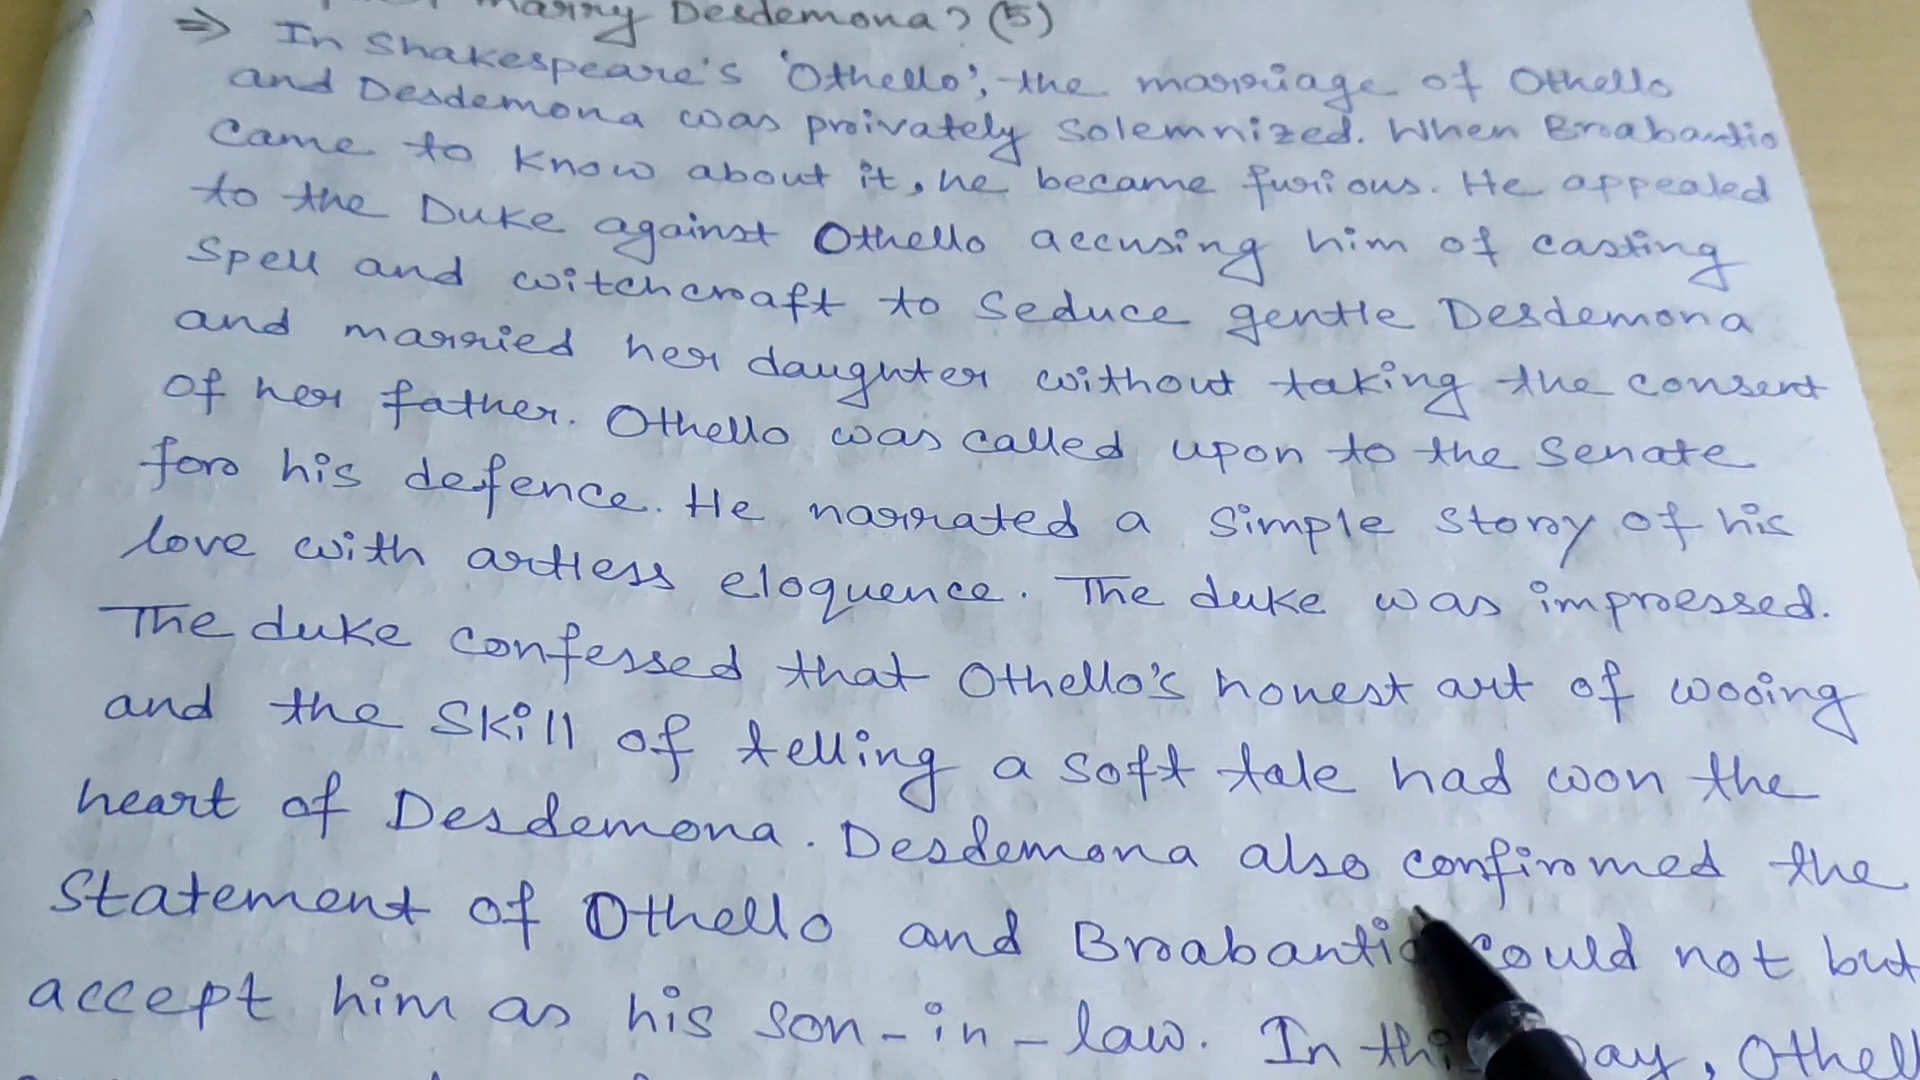 marry Desdemona? (5)
⇒ In Shakespeare's 'Othello', the marriage of Othello
and Desdemona was privately solemnized. When Brabantio
came to know about it, he became furious. He appealed
to the Duke against Othello accusing him of casting
spell and witchcraft to seduce gentle Desdemona
and married her daughter without taking the consent
of her father. Othello was called upon to the Senate
for his defence. He narrated a simple story of his
love with artless eloquence. The duke was impressed.
The duke confessed that Othello's honest art of wooing
and the skill of telling a soft tale had won the
heart of Desdemona. Desdemona also confirmed the
statement of Othello and Brabantio could not but
accept him as his son-in-law. In this way, Othell